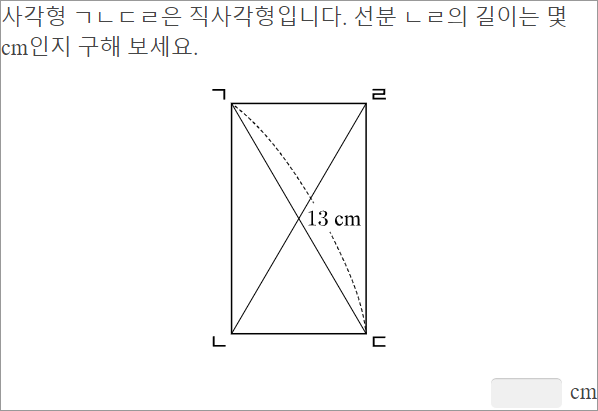 사각형 ㄱㄴㄷㄹ은 직사각형입니다. 선분 ㄴㄹ의 길이는 몇
cm인지 구해 보세요.
ㄱ ㄹ
13 cm
ㄴ ㄷ
cm